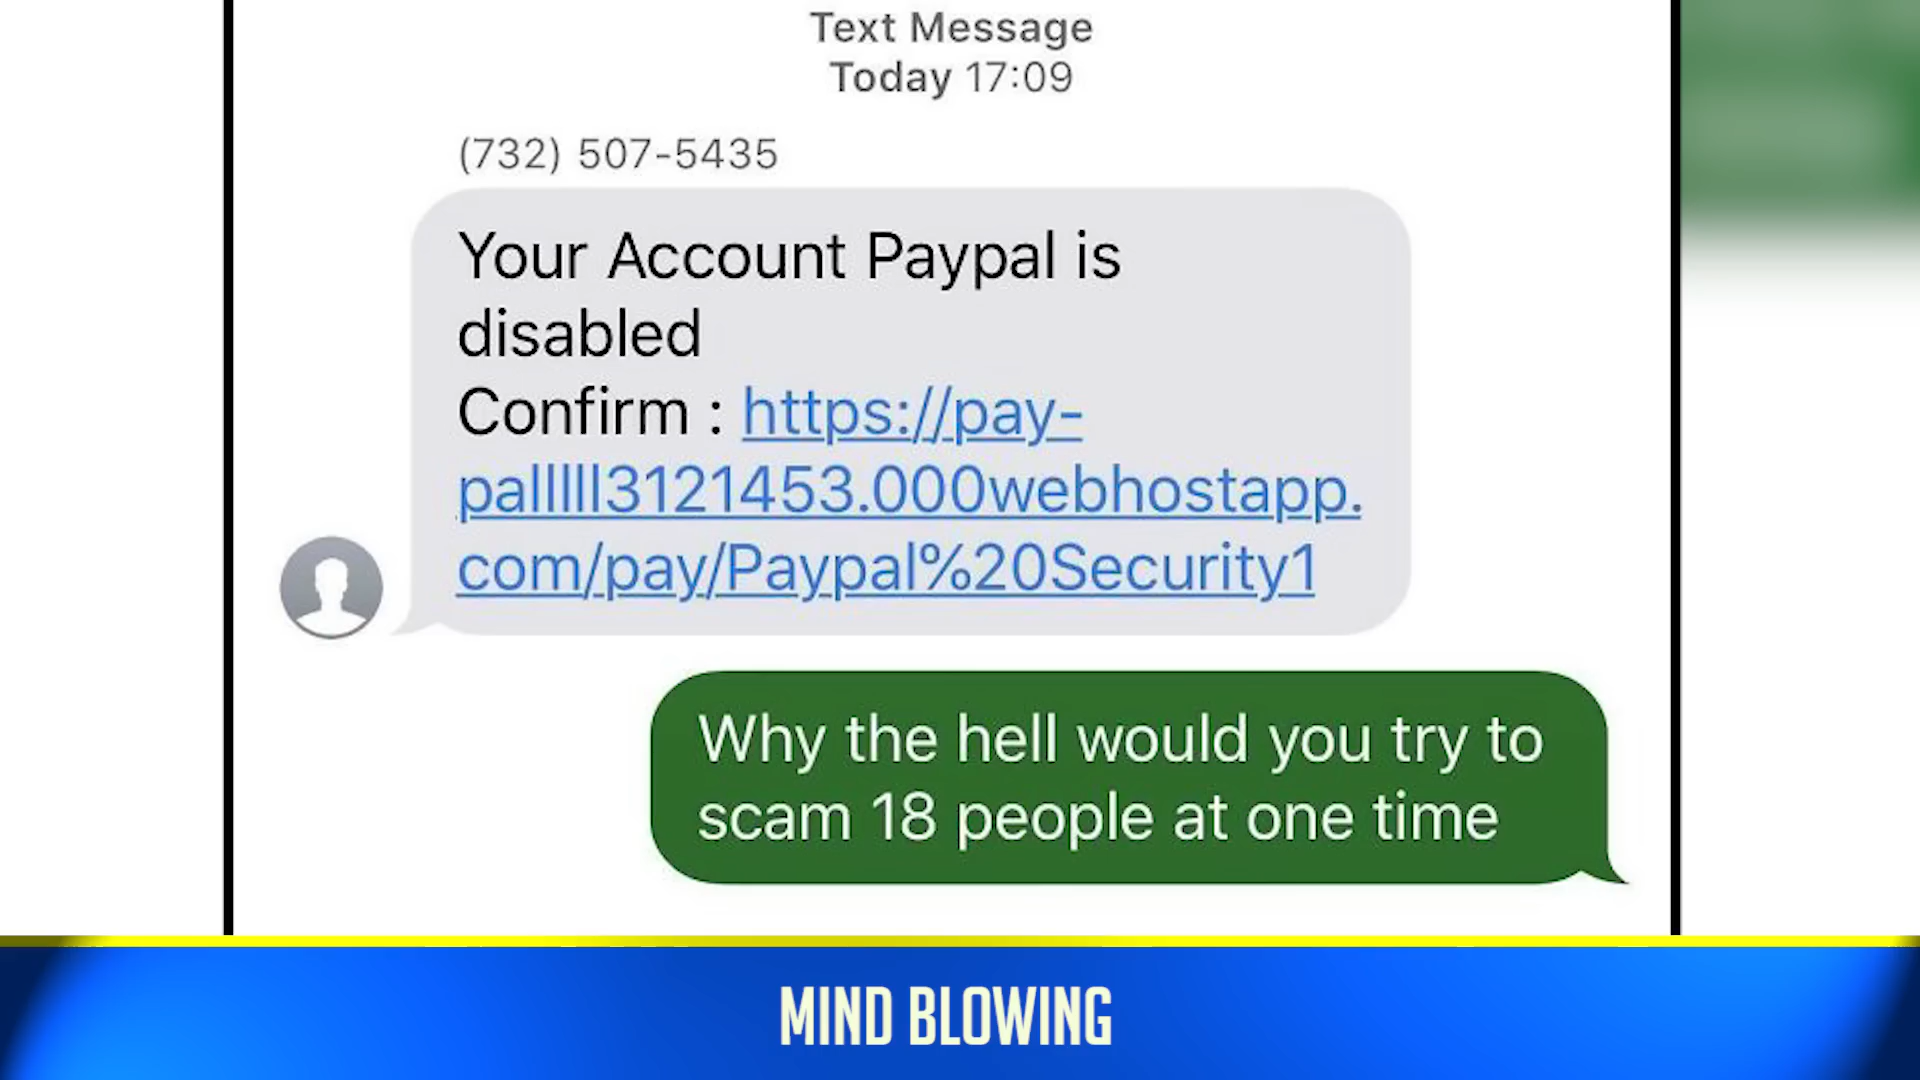 Text Message
Today 17:09
(732) 507-5435
Your Account Paypal is
disabled
Confirm : https://pay-
palllll3121453.000webhostapp.
com/pay/Paypal%20Security1
Why the hell would you try to
scam 18 people at one time
MIND BLOWING